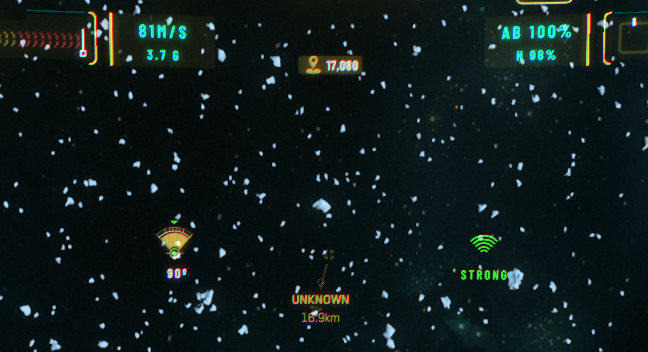 81M/S
3.7 G
17,080
AB 100%
H 98%
90°
STRONG
UNKNOWN
16.9km